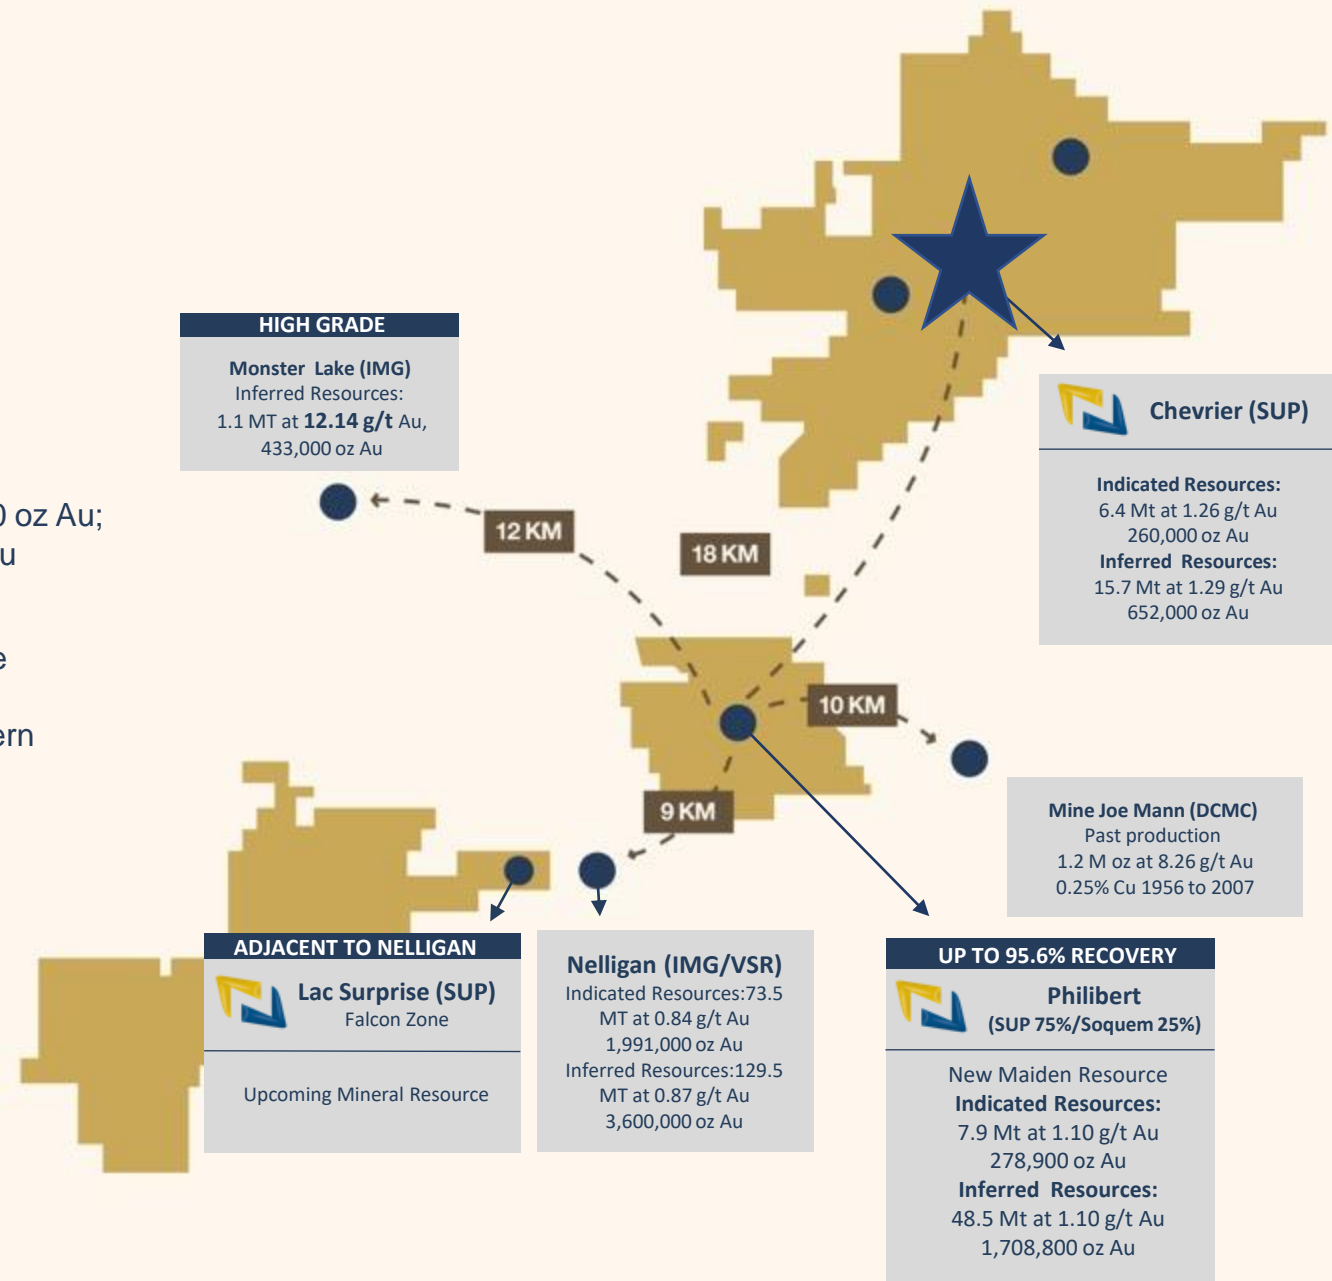 HIGH GRADE
Monster Lake (IMG)
Inferred Resources:
1.1 MT at 12.14 g/t Au,
433,000 oz Au
Chevrier (SUP)
Indicated Resources:
6.4 Mt at 1.26 g/t Au
260,000 oz Au
Inferred Resources:
15.7 Mt at 1.29 g/t Au
652,000 oz Au
0 oz Au;
u
e
ern
12 KM
18 KM
10 KM
9 KM
Mine Joe Mann (DCMC)
Past production
1.2 M oz at 8.26 g/t Au
0.25% Cu 1956 to 2007
ADJACENT TO NELLIGAN
Lac Surprise (SUP)
Falcon Zone
Upcoming Mineral Resource
Nelligan (IMG/VSR)
Indicated Resources:73.5
MT at 0.84 g/t Au
1,991,000 oz Au
Inferred Resources:129.5
MT at 0.87 g/t Au
3,600,000 oz Au
UP TO 95.6% RECOVERY
Philibert
(SUP 75%/Soquem 25%)
New Maiden Resource
Indicated Resources:
7.9 Mt at 1.10 g/t Au
278,900 oz Au
Inferred Resources:
48.5 Mt at 1.10 g/t Au
1,708,800 oz Au